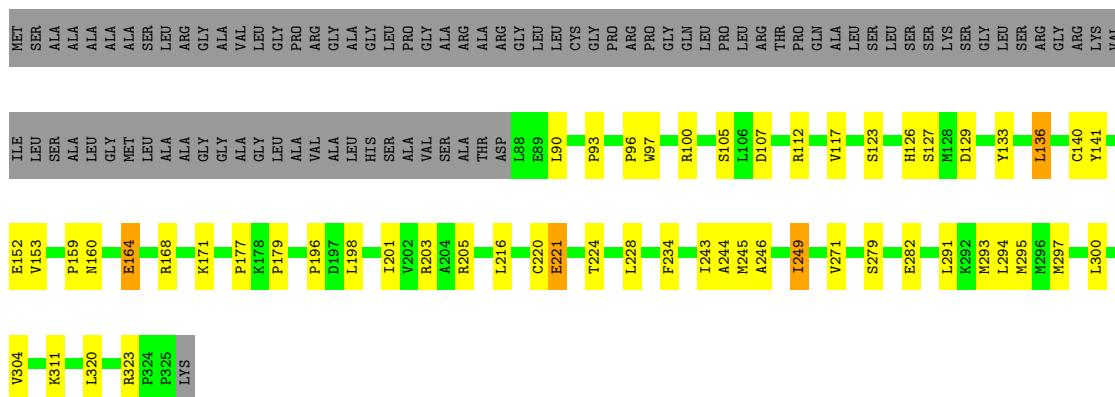 MET SER ALA ALA ALA ALA ALA SER LEU ARG GLY ALA VAL LEU GLY PRO ARG GLY ALA GLY LEU PRO GLY ALA ARG ALA ARG GLY LEU LEU CYS GLY PRO ARG PRO GLY GLN LEU PRO LEU ARG THR PRO GLN ALA LEU SER LEU SER SER LYS SER GLY LEU SER ARG GLY ARG LYS VAL
ILE LEU SER ALA LEU GLY MET LEU ALA ALA GLY GLY ALA GLY LEU ALA VAL ALA LEU HIS SER ALA VAL SER ALA THR ASP L88 E89 L90 P93 P96 W97 R100 S105 L106 D107 R112 V117 S123 H126 S127 M128 D129 Y133 L136 C140 Y141
E152 V153 P159 N160 E164 R168 K171 P177 K178 P179 P196 D197 L198 I201 V202 R203 A204 R205 L216 C220 E221 T224 L228 F234 I243 A244 M245 A246 I249 V271 S279 E282 L291 K292 M293 L294 M295 M296 M297 L300
V304 K311 L320 R323 P324 P325 LYS